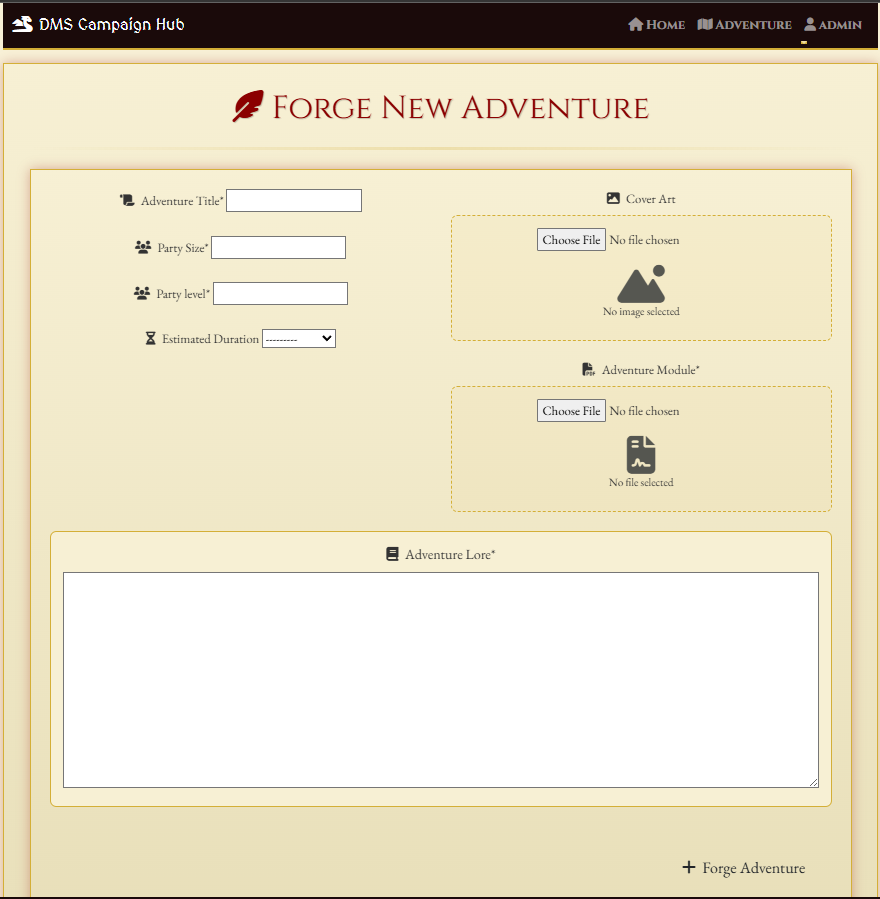 DMS Campaign Hub
Home Adventure admin
Forge New Adventure
Adventure Title*
Party Size*
Party level*
Estimated Duration ---------
Cover Art
Choose File No file chosen
No image selected
Adventure Module*
PDF
Choose File No file chosen
No file selected
Adventure Lore*
Forge Adventure